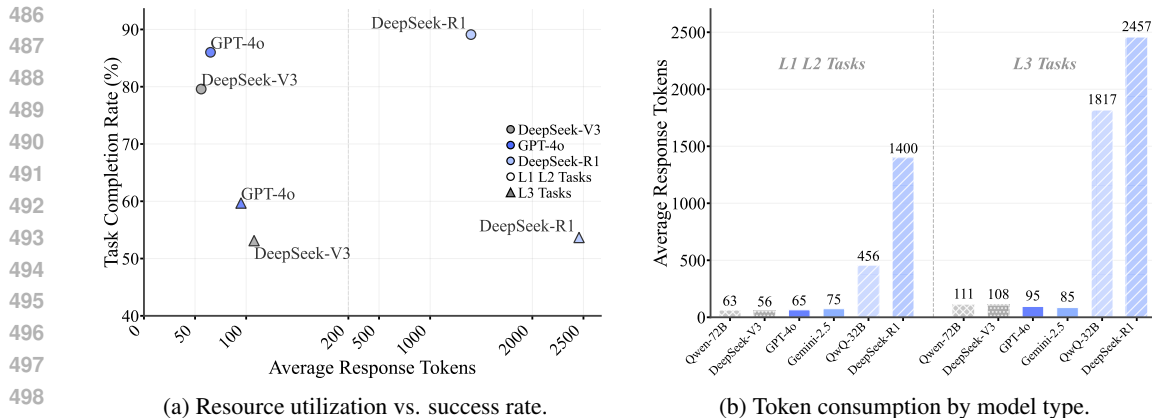 486
487
488
489
490
491
492
493
494
495
496
497
498
Task Completion Rate (%)
90
80
70
60
50
40
0
50
100
200
500
1000
2000
2500
Average Response Tokens
DeepSeek-R1
GPT-4o
DeepSeek-V3
DeepSeek-V3
GPT-4o
DeepSeek-R1
L1 L2 Tasks
L3 Tasks
GPT-4o
DeepSeek-R1
DeepSeek-V3
(a) Resource utilization vs. success rate.
Average Response Tokens
2500
2000
1500
1000
500
0
L1 L2 Tasks
L3 Tasks
63
56
65
75
456
1400
111
108
95
85
1817
2457
Qwen-72B
DeepSeek-V3
GPT-4o
Gemini-2.5
QwQ-32B
DeepSeek-R1
Qwen-72B
DeepSeek-V3
GPT-4o
Gemini-2.5
QwQ-32B
DeepSeek-R1
(b) Token consumption by model type.